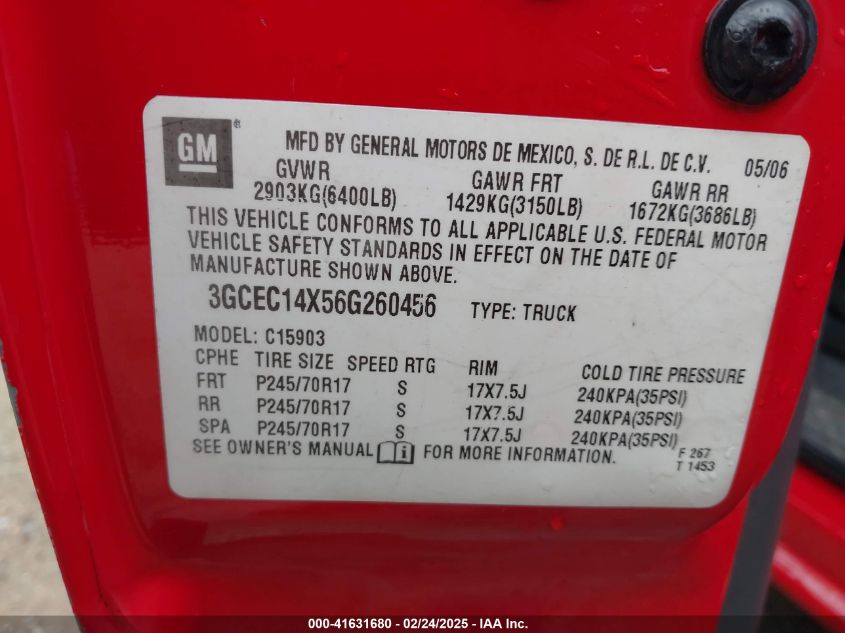 GM ® MFD BY GENERAL MOTORS DE MEXICO, S. DE R.L. DE C.V. 05/06
GVWR GAWR FRT GAWR RR
2903KG(6400LB) 1429KG(3150LB) 1672KG(3686LB)
THIS VEHICLE CONFORMS TO ALL APPLICABLE U.S. FEDERAL MOTOR
VEHICLE SAFETY STANDARDS IN EFFECT ON THE DATE OF
MANUFACTURE SHOWN ABOVE.
3GCEC14X56G260456 TYPE: TRUCK
MODEL: C15903
CPHE TIRE SIZE SPEED RTG RIM COLD TIRE PRESSURE
FRT P245/70R17 S 17X7.5J 240KPA(35PSI)
RR P245/70R17 S 17X7.5J 240KPA(35PSI)
SPA P245/70R17 S 17X7.5J 240KPA(35PSI)
SEE OWNER'S MANUAL i FOR MORE INFORMATION.
F 267
T 1453
000-41631680 - 02/24/2025 - IAA Inc.